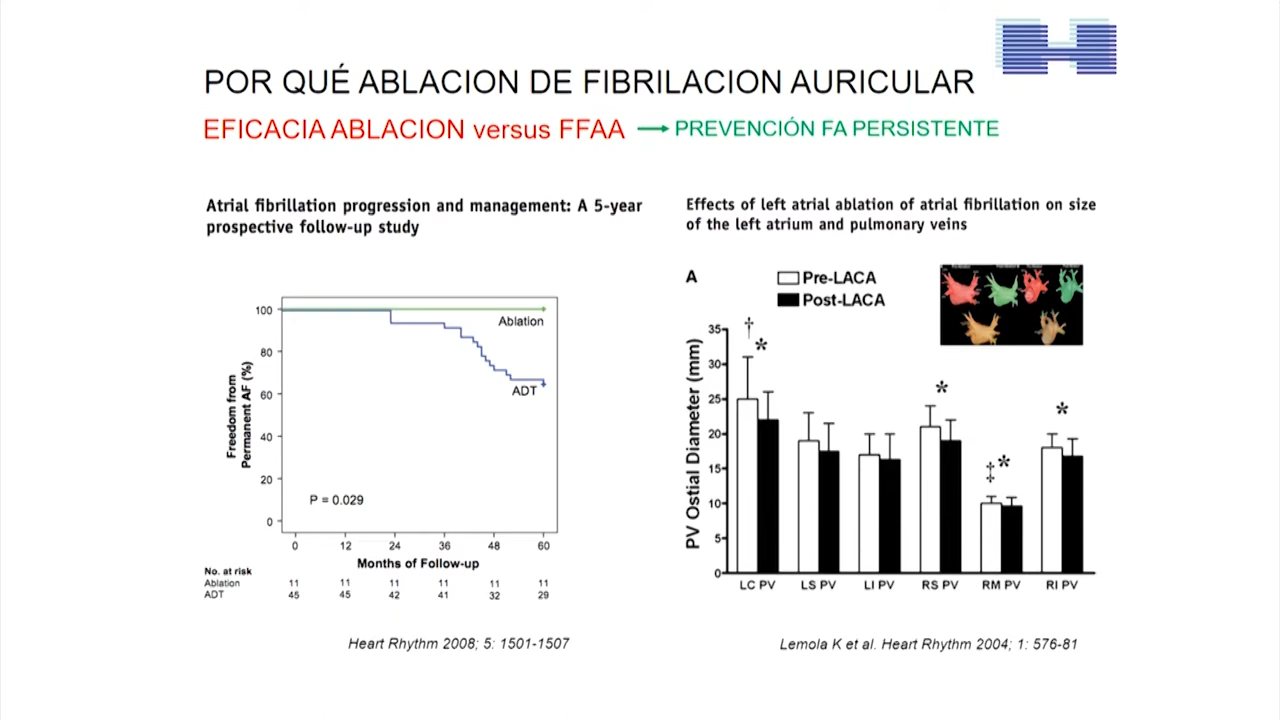 POR QUÉ ABLACION DE FIBRILACION AURICULAR
EFICACIA ABLACION versus FFAA → PREVENCIÓN FA PERSISTENTE
Atrial fibrillation progression and management: A 5-year
prospective follow-up study
100
80
60
40
20
0
Freedom from
Permanent AF (%)
Ablation
ADT
P = 0.029
0 12 24 36 48 60
Months of Follow-up
No. at risk
Ablation 11 11 11 11 11 11
ADT 45 45 42 41 32 29
Heart Rhythm 2008; 5: 1501-1507
Effects of left atrial ablation of atrial fibrillation on size
of the left atrium and pulmonary veins
A
Pre-LACA
Post-LACA
PV Ostial Diameter (mm)
35
30
25
20
15
10
5
0
† *
*
‡ *
*
LC PV LS PV LI PV RS PV RM PV RI PV
Lemola K et al. Heart Rhythm 2004; 1: 576-81